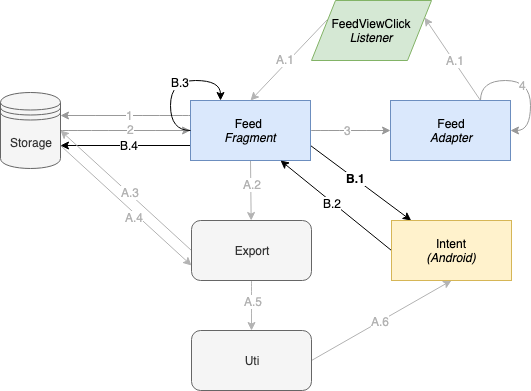 FeedViewClick
Listener
A.1
A.1
B.3
4
1
Feed
Fragment
Feed
Adapter
2
3
Storage
B.4
A.3
A.2
B.1
A.4
B.2
Export
Intent
(Android)
A.5
A.6
Uti